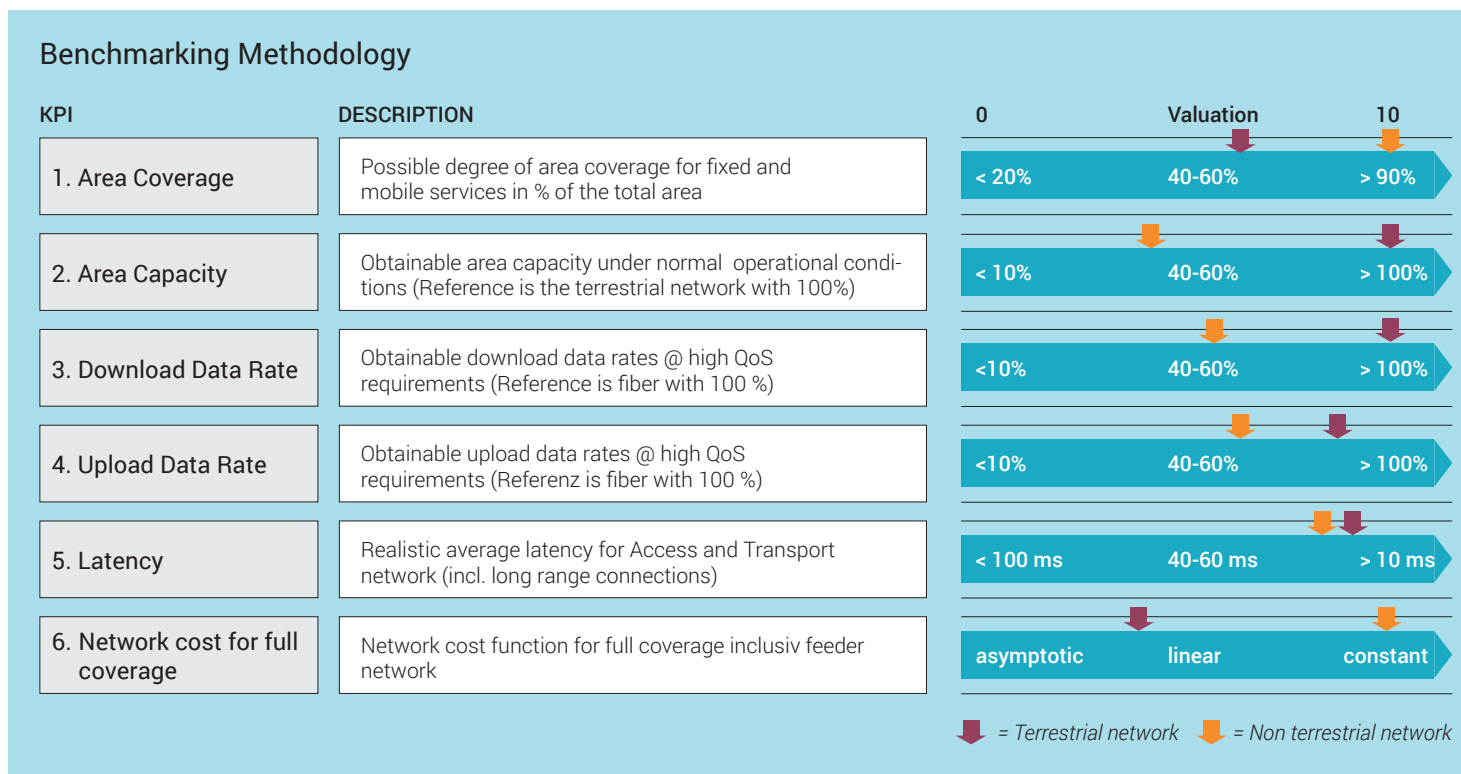 Benchmarking Methodology
KPI DESCRIPTION 0 Valuation 10
1. Area Coverage
Possible degree of area coverage for fixed and
mobile services in % of the total area
< 20% 40-60% > 90%
2. Area Capacity
Obtainable area capacity under normal operational condi-
tions (Reference is the terrestrial network with 100%)
< 10% 40-60% > 100%
3. Download Data Rate
Obtainable download data rates @ high QoS
requirements (Reference is fiber with 100 %)
<10% 40-60% > 100%
4. Upload Data Rate
Obtainable upload data rates @ high QoS
requirements (Referenz is fiber with 100 %)
<10% 40-60% > 100%
5. Latency
Realistic average latency for Access and Transport
network (incl. long range connections)
< 100 ms 40-60 ms > 10 ms
6. Network cost for full
coverage
Network cost function for full coverage inclusiv feeder
network
asymptotic linear constant
= Terrestrial network = Non terrestrial network